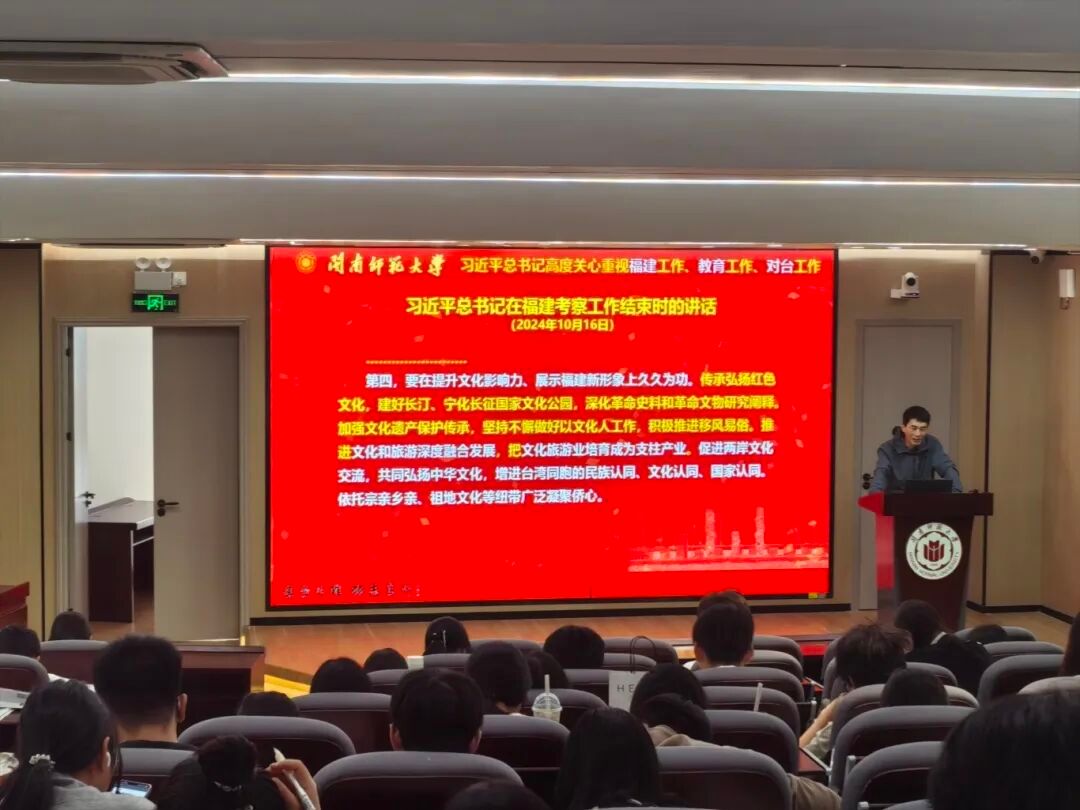 闽南师范大学 习近平总书记高度关心重视福建工作、教育工作、对台工作
习近平总书记在福建考察工作结束时的讲话
(2024年10月16日)
第四，要在提升文化影响力、展示福建新形象上久久为功。传承弘扬红色
文化，建好长汀、宁化长征国家文化公园，深化革命史料和革命文物研究阐释。
加强文化遗产保护传承，坚持不懈做好以文化人工作，积极推进移风易俗。推
进文化和旅游深度融合发展，把文化旅游业培育成为支柱产业。促进两岸文化
交流，共同弘扬中华文化，增进台湾同胞的民族认同、文化认同、国家认同。
依托宗亲乡亲、祖地文化等纽带广泛凝聚侨心。
闽南师范大学
MINNAN NORMAL UNIVERSITY
HE